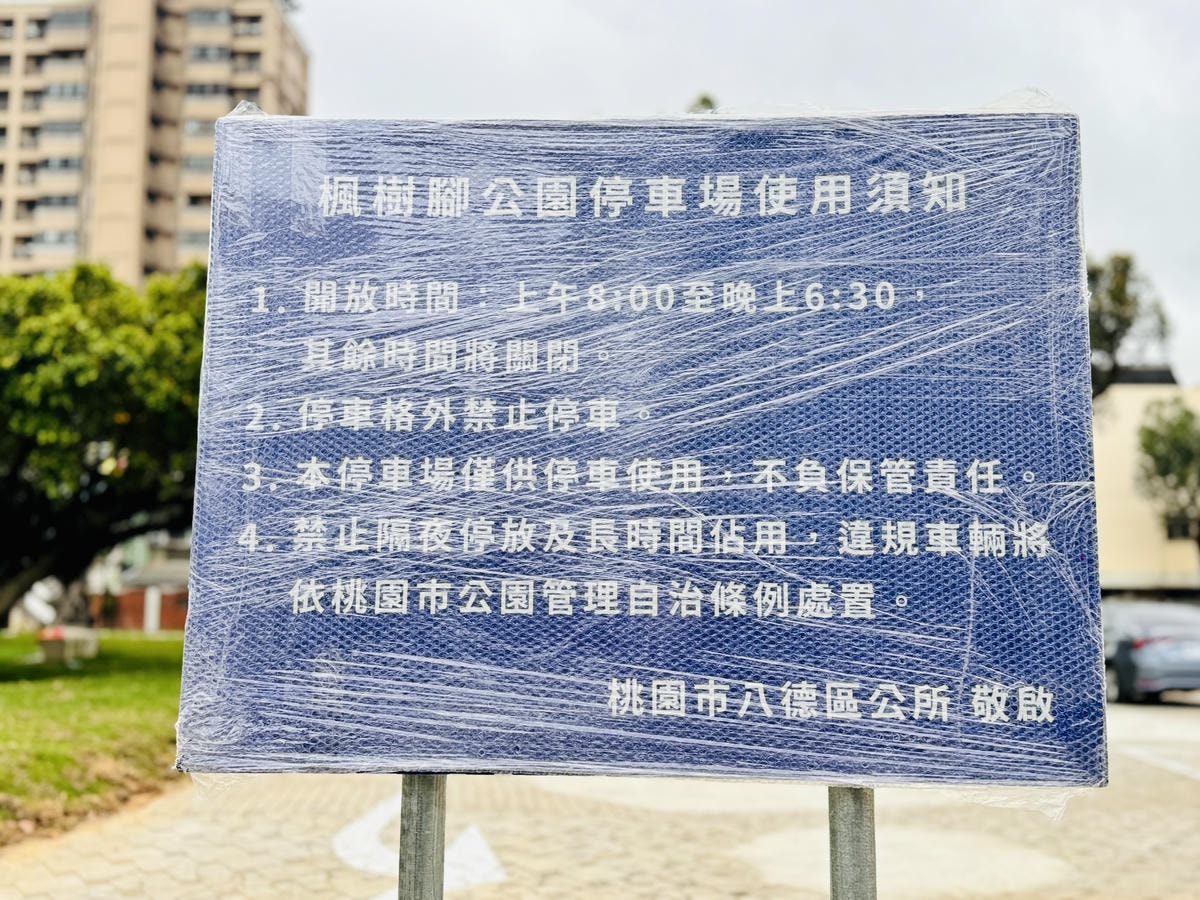 楓樹腳公園停車場使用須知
1. 開放時間：上午8:00至晚上6:30，
其餘時間將關閉。
2. 停車格外禁止停車。
3. 本停車場僅供停車使用，不負保管責任。
4. 禁止隔夜停放及長時間佔用，違規車輛將
依桃園市公園管理自治條例處置。
桃園市八德區公所 敬啟